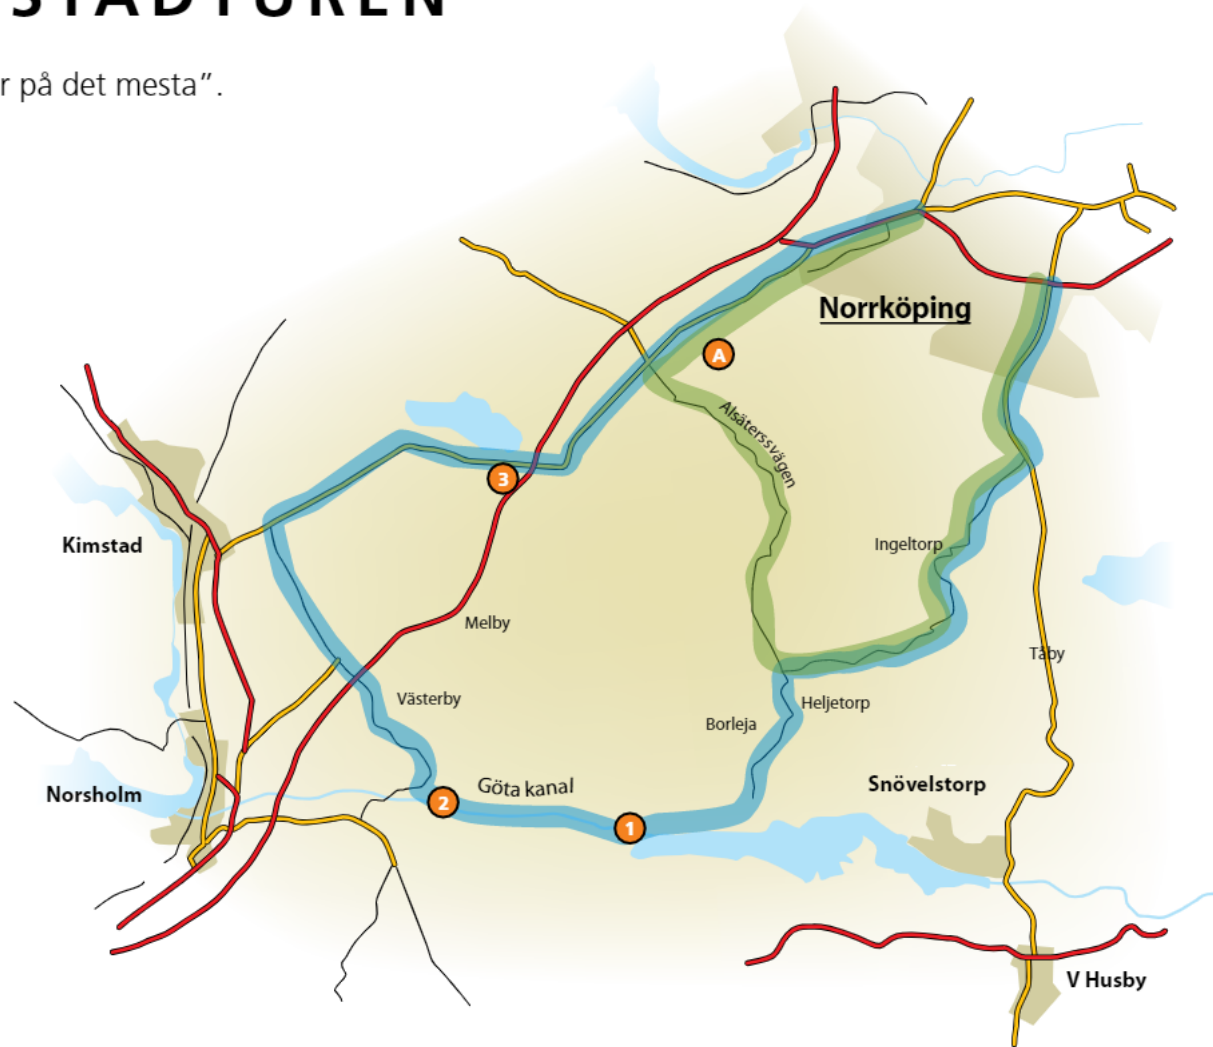 STADTUREN
r på det mesta”.
Norrköping
A
Alsäterssvägen
3
Kimstad
Ingeltorp
Melby
Tåby
Västerby
Heljetorp
Borleja
Göta kanal
Snövelstorp
Norsholm
2
1
V Husby